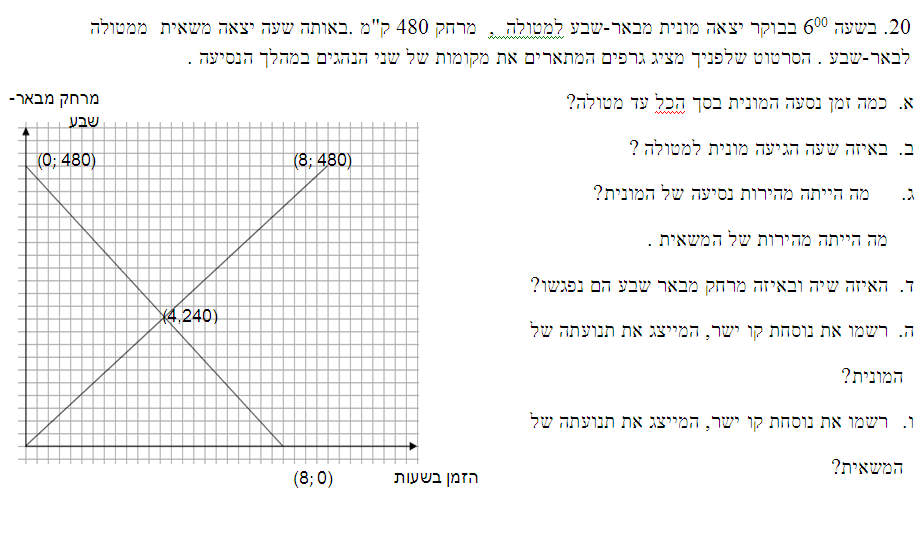 20. בשעה 6⁰⁰ בבוקר יצאה מונית מבאר-שבע למטולה , מרחק 480 ק"מ .באותה שעה יצאה משאית ממטולה
לבאר-שבע . הסרטוט שלפניך מציג גרפים המתארים את מקומות של שני הנהגים במהלך הנסיעה .
א. כמה זמן נסעה המונית בסך הכל עד מטולה?
ב. באיזה שעה הגיעה מונית למטולה ?
ג. מה הייתה מהירות נסיעה של המונית?
מה הייתה מהירות של המשאית .
ד. האיזה שיה ובאיזה מרחק מבאר שבע הם נפגשו?
ה. רשמו את נוסחת קו ישר, המייצג את תנועתה של
המונית?
ו. רשמו את נוסחת קו ישר, המייצג את תנועתה של
המשאית?
מרחק מבאר-
שבע
(0; 480)
(8; 480)
(4,240)
(8; 0)
הזמן בשעות